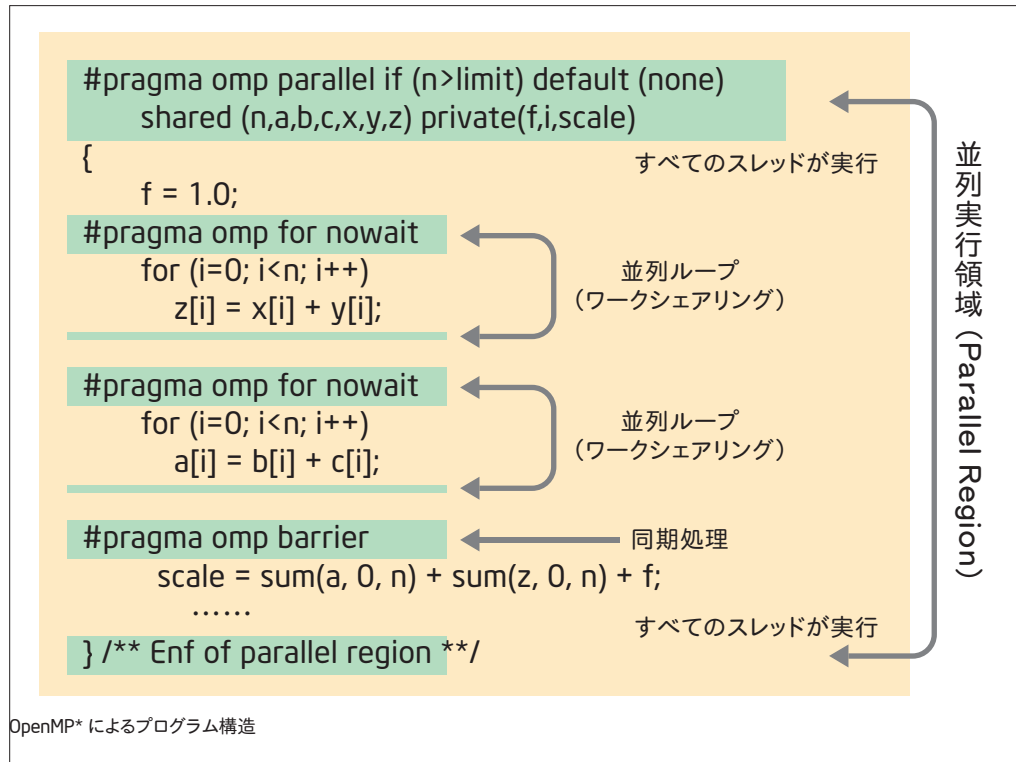 #pragma omp parallel if (n>limit) default (none)
shared (n,a,b,c,x,y,z) private(f,i,scale)
{
すべてのスレッドが実行
f = 1.0;
#pragma omp for nowait
for (i=0; i<n; i++)
z[i] = x[i] + y[i];
並列ループ
(ワークシェアリング)
#pragma omp for nowait
for (i=0; i<n; i++)
a[i] = b[i] + c[i];
並列ループ
(ワークシェアリング)
#pragma omp barrier
同期処理
scale = sum(a, 0, n) + sum(z, 0, n) + f;
……
すべてのスレッドが実行
} /** Enf of parallel region **/
並列実行領域 (Parallel Region)
OpenMP* によるプログラム構造